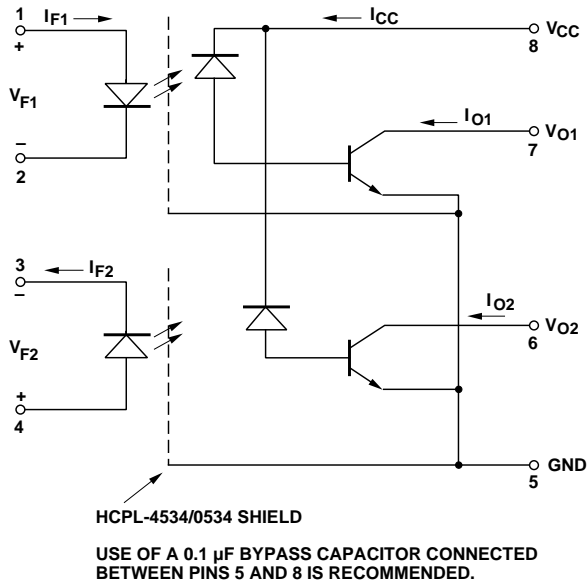 1
+
I_F1
V_F1
–
2
I_CC
V_CC
8
I_O1
V_O1
7
3
–
I_F2
V_F2
+
4
I_O2
V_O2
6
GND
5
HCPL-4534/0534 SHIELD
USE OF A 0.1 µF BYPASS CAPACITOR CONNECTED
BETWEEN PINS 5 AND 8 IS RECOMMENDED.